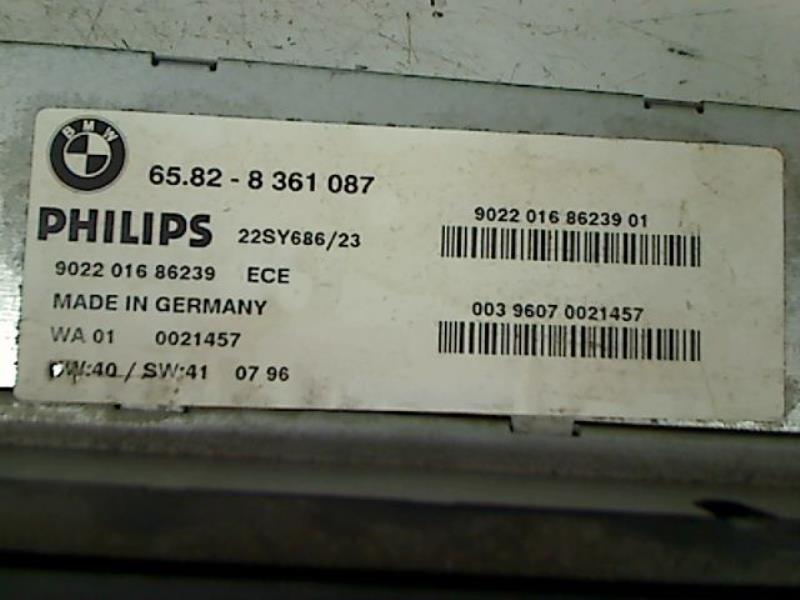 BMW
65.82 - 8 361 087
PHILIPS 22SY686/23
9022 016 86239 ECE
MADE IN GERMANY
WA 01 0021457
HW:40 / SW:41 07 96
9022 016 86239 01
003 9607 0021457